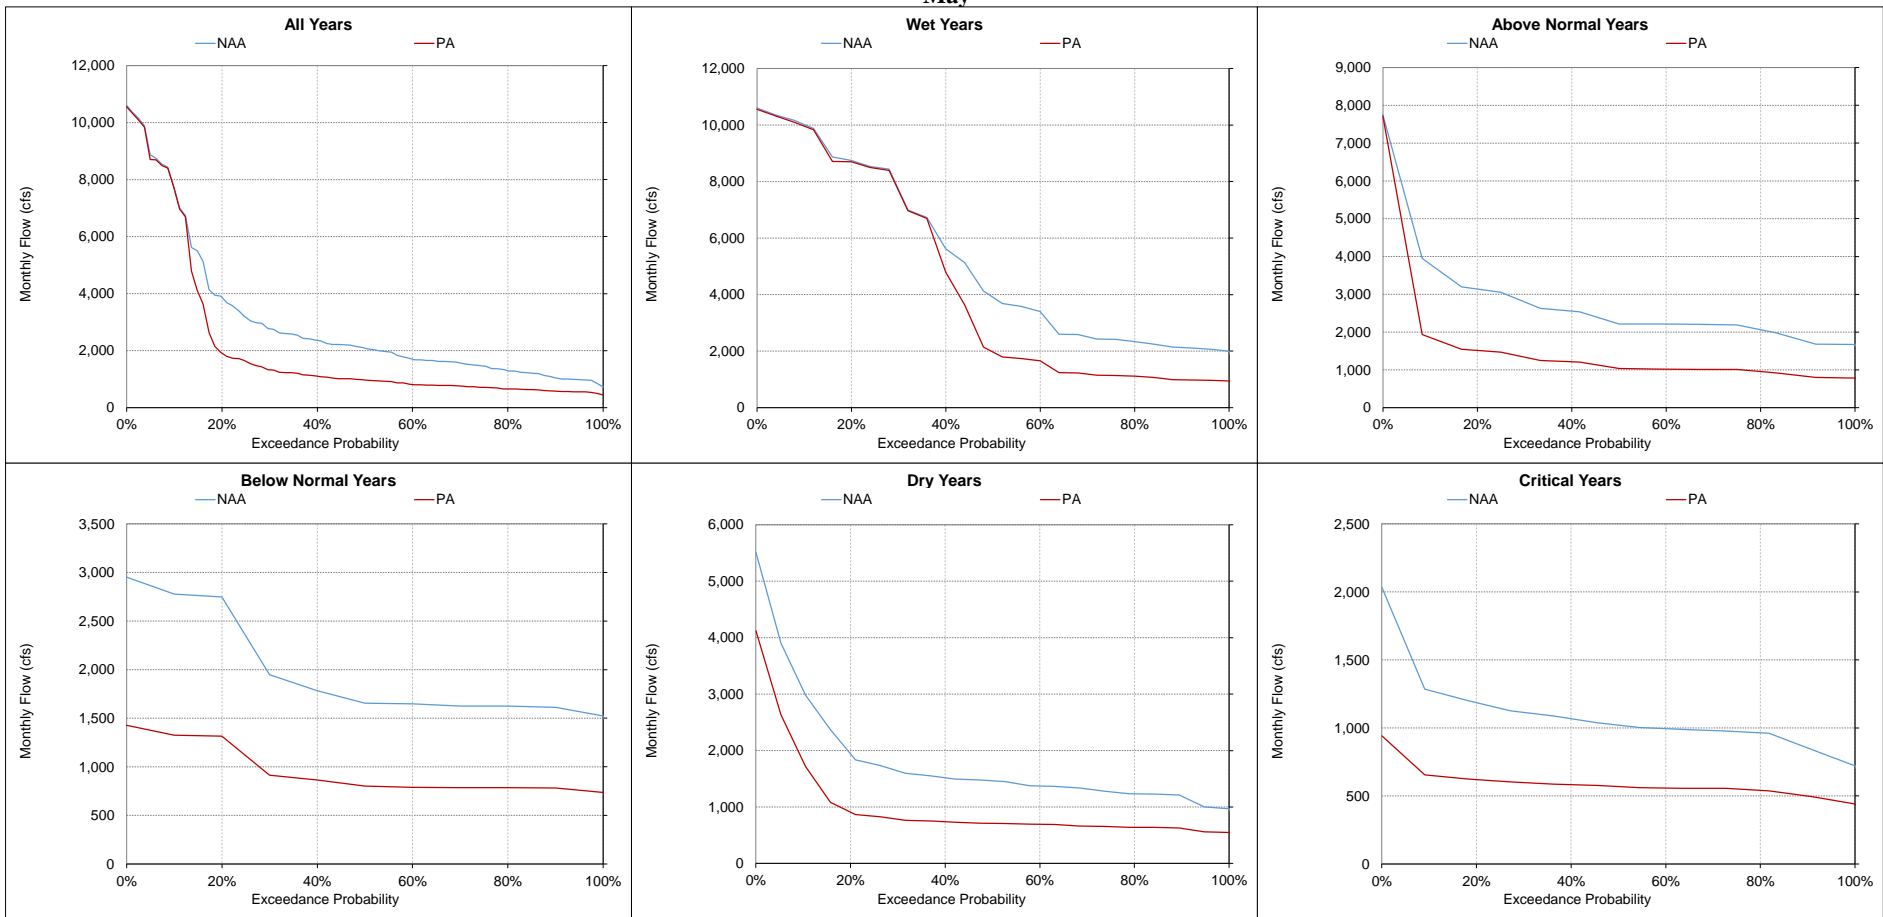 May
All Years
NAA PA
12,000
10,000
8,000
6,000
4,000
2,000
0
Monthly Flow (cfs)
0% 20% 40% 60% 80% 100%
Exceedance Probability
Wet Years
NAA PA
12,000
10,000
8,000
6,000
4,000
2,000
0
Monthly Flow (cfs)
0% 20% 40% 60% 80% 100%
Exceedance Probability
Above Normal Years
NAA PA
9,000
8,000
7,000
6,000
5,000
4,000
3,000
2,000
1,000
0
Monthly Flow (cfs)
0% 20% 40% 60% 80% 100%
Exceedance Probability
Below Normal Years
NAA PA
3,500
3,000
2,500
2,000
1,500
1,000
500
0
Monthly Flow (cfs)
0% 20% 40% 60% 80% 100%
Exceedance Probability
Dry Years
NAA PA
6,000
5,000
4,000
3,000
2,000
1,000
0
Monthly Flow (cfs)
0% 20% 40% 60% 80% 100%
Exceedance Probability
Critical Years
NAA PA
2,500
2,000
1,500
1,000
500
0
Monthly Flow (cfs)
0% 20% 40% 60% 80% 100%
Exceedance Probability